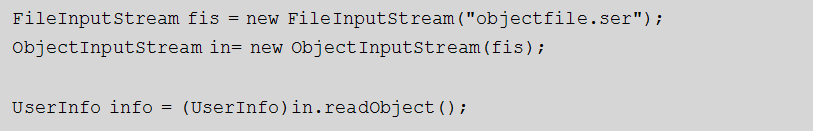 FileInputStream fis = new FileInputStream("objectfile.ser");
ObjectInputStream in= new ObjectInputStream(fis);
UserInfo info = (UserInfo)in.readObject();